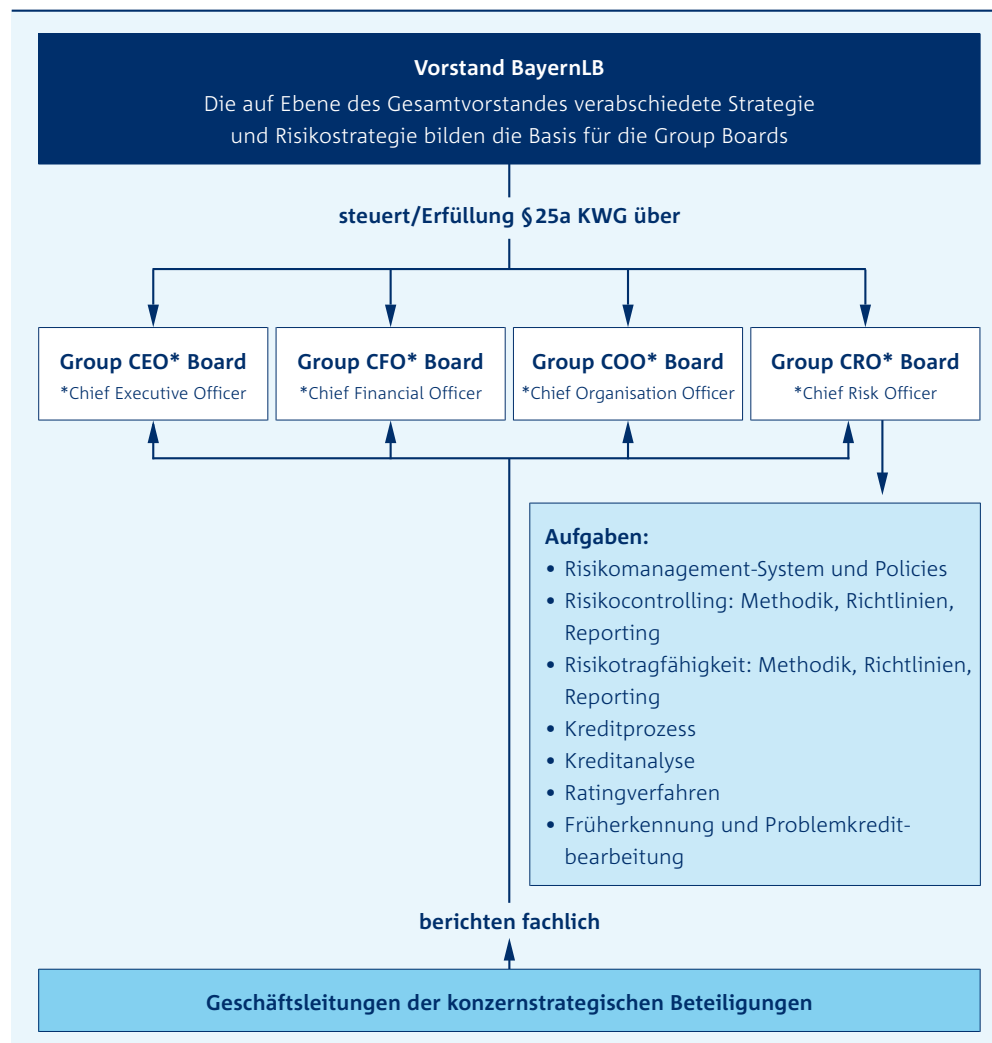 Vorstand BayernLB
Die auf Ebene des Gesamtvorstandes verabschiedete Strategie
und Risikostrategie bilden die Basis für die Group Boards
steuert/Erfüllung § 25a KWG über
Group CEO* Board
*Chief Executive Officer
Group CFO* Board
*Chief Financial Officer
Group COO* Board
*Chief Organisation Officer
Group CRO* Board
*Chief Risk Officer
Aufgaben:
• Risikomanagement-System und Policies
• Risikocontrolling: Methodik, Richtlinien,
Reporting
• Risikotragfähigkeit: Methodik, Richtlinien,
Reporting
• Kreditprozess
• Kreditanalyse
• Ratingverfahren
• Früherkennung und Problemkredit-
bearbeitung
berichten fachlich
Geschäftsleitungen der konzernstrategischen Beteiligungen